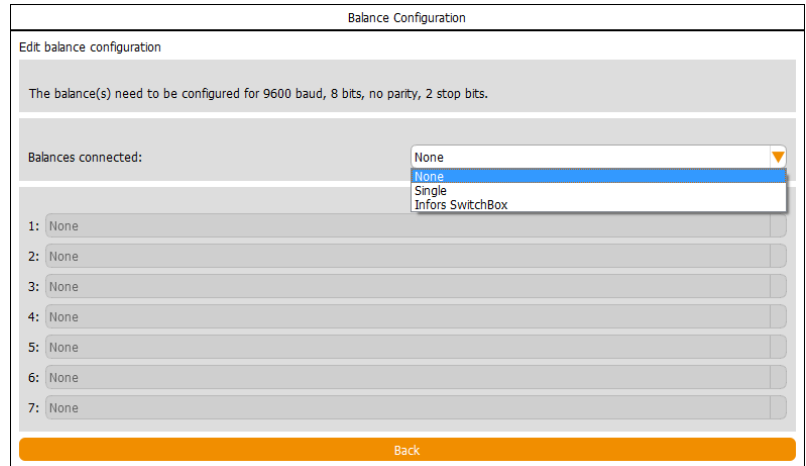 Balance Configuration
Edit balance configuration
The balance(s) need to be configured for 9600 baud, 8 bits, no parity, 2 stop bits.
Balances connected: None
None
Single
Infors SwitchBox
1: None
2: None
3: None
4: None
5: None
6: None
7: None
Back